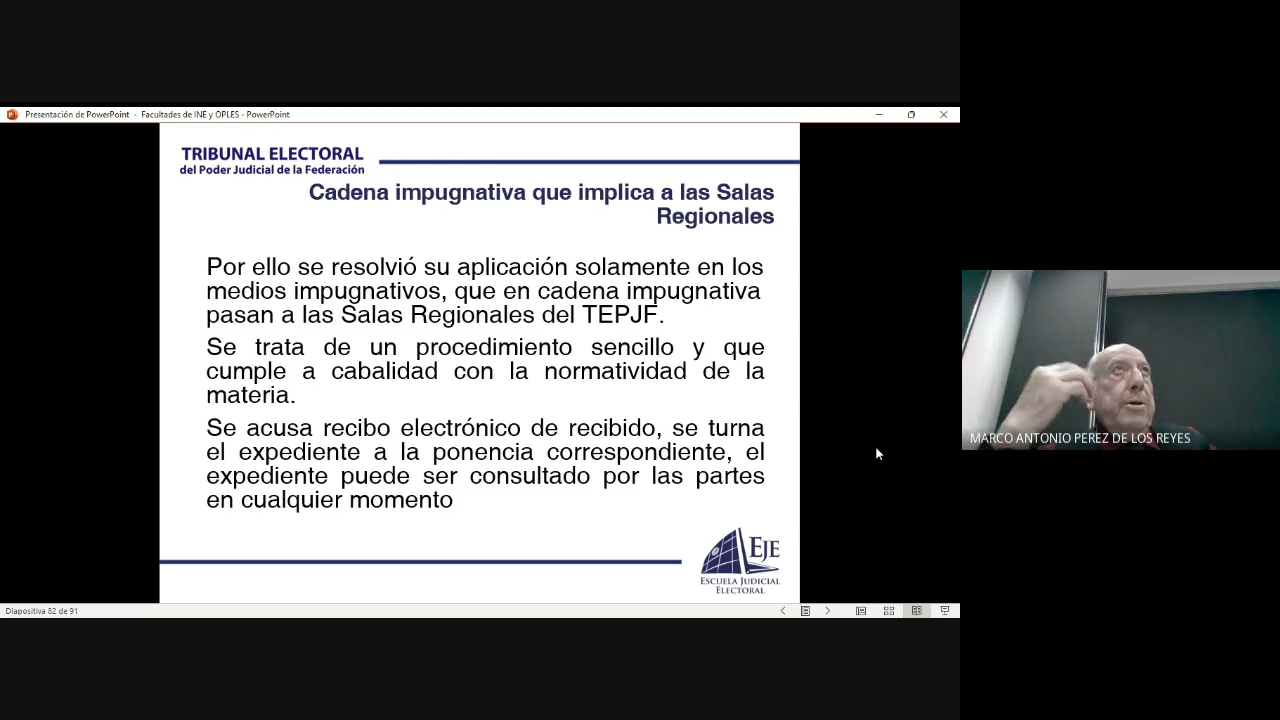 Presentación de PowerPoint - Facultades de INE y OPLES - PowerPoint
TRIBUNAL ELECTORAL
del Poder Judicial de la Federación
Cadena impugnativa que implica a las Salas
Regionales
Por ello se resolvió su aplicación solamente en los
medios impugnativos, que en cadena impugnativa
pasan a las Salas Regionales del TEPJF.
Se trata de un procedimiento sencillo y que
cumple a cabalidad con la normatividad de la
materia.
Se acusa recibo electrónico de recibido, se turna
el expediente a la ponencia correspondiente, el
expediente puede ser consultado por las partes
en cualquier momento
EJE
ESCUELA JUDICIAL
ELECTORAL
Diapositiva 82 de 91
MARCO ANTONIO PEREZ DE LOS REYES